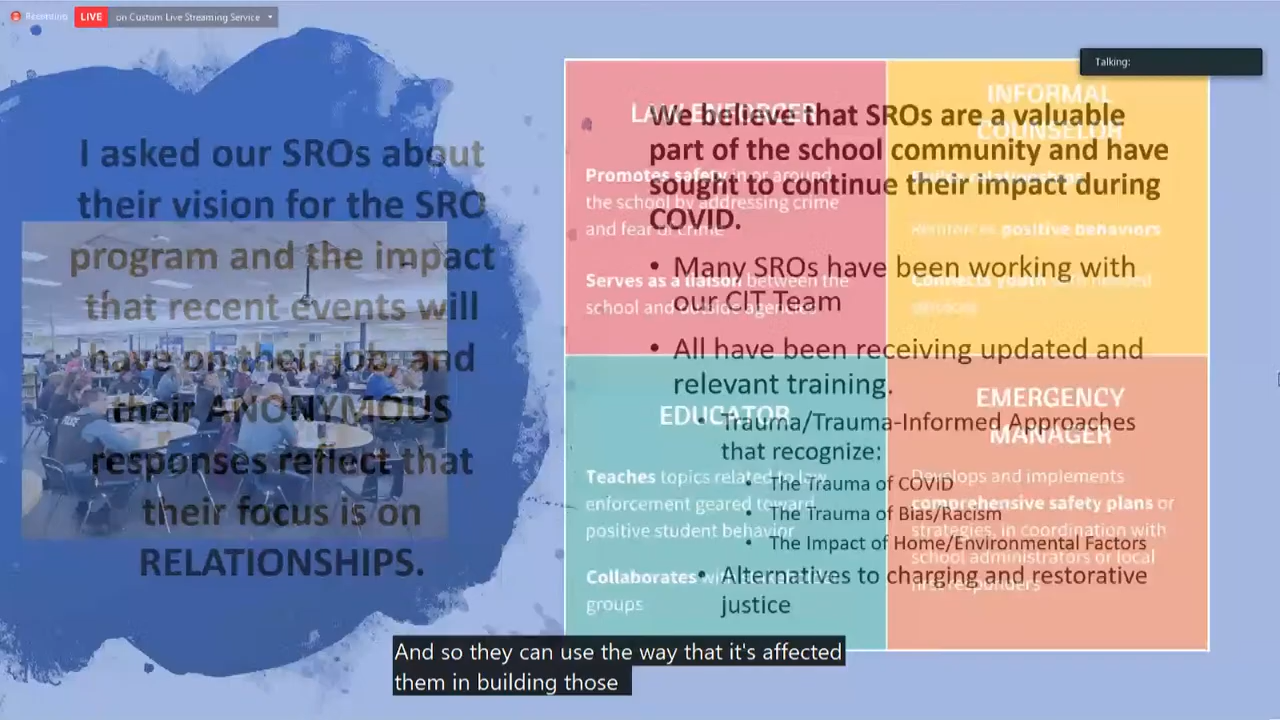 Recording
LIVE on Custom Live Streaming Service
Talking:
I asked our SROs about
their vision for the SRO
program and the impact
that recent events will
have on their job, and
their ANONYMOUS
responses reflect that
their focus is on
RELATIONSHIPS.
We believe that SROs are a valuable
part of the school community and have
sought to continue their impact during
COVID.
• Many SROs have been working with
our CIT Team
• All have been receiving updated and
relevant training.
• Trauma/Trauma-Informed Approaches
that recognize:
• The Trauma of COVID
• The Trauma of Bias/Racism
• The Impact of Home/Environmental Factors
• Alternatives to charging and restorative
justice
LAW ENFORCER
Promotes safety in or around
the school by addressing crime
and fear of crime
Serves as a liaison between the
school and outside agencies
INFORMAL
COUNSELOR
Builds relationships
Reinforces positive behaviors
Connects youth with needed
services
EDUCATOR
Teaches topics related to law
enforcement geared toward
positive student behavior
Collaborates with
groups
EMERGENCY
MANAGER
Develops and implements
comprehensive safety plans or
strategies, in coordination with
school administrators or local
first responders
And so they can use the way that it's affected
them in building those